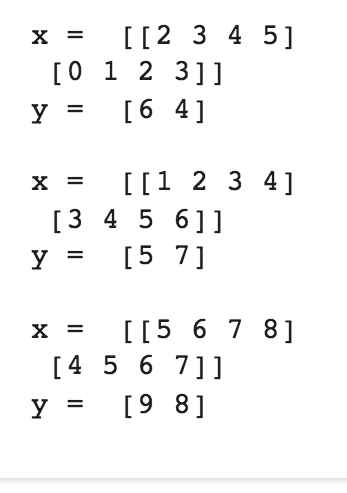 x =  [[2 3 4 5]
 [0 1 2 3]]
y =  [6 4]

x =  [[1 2 3 4]
 [3 4 5 6]]
y =  [5 7]

x =  [[5 6 7 8]
 [4 5 6 7]]
y =  [9 8]